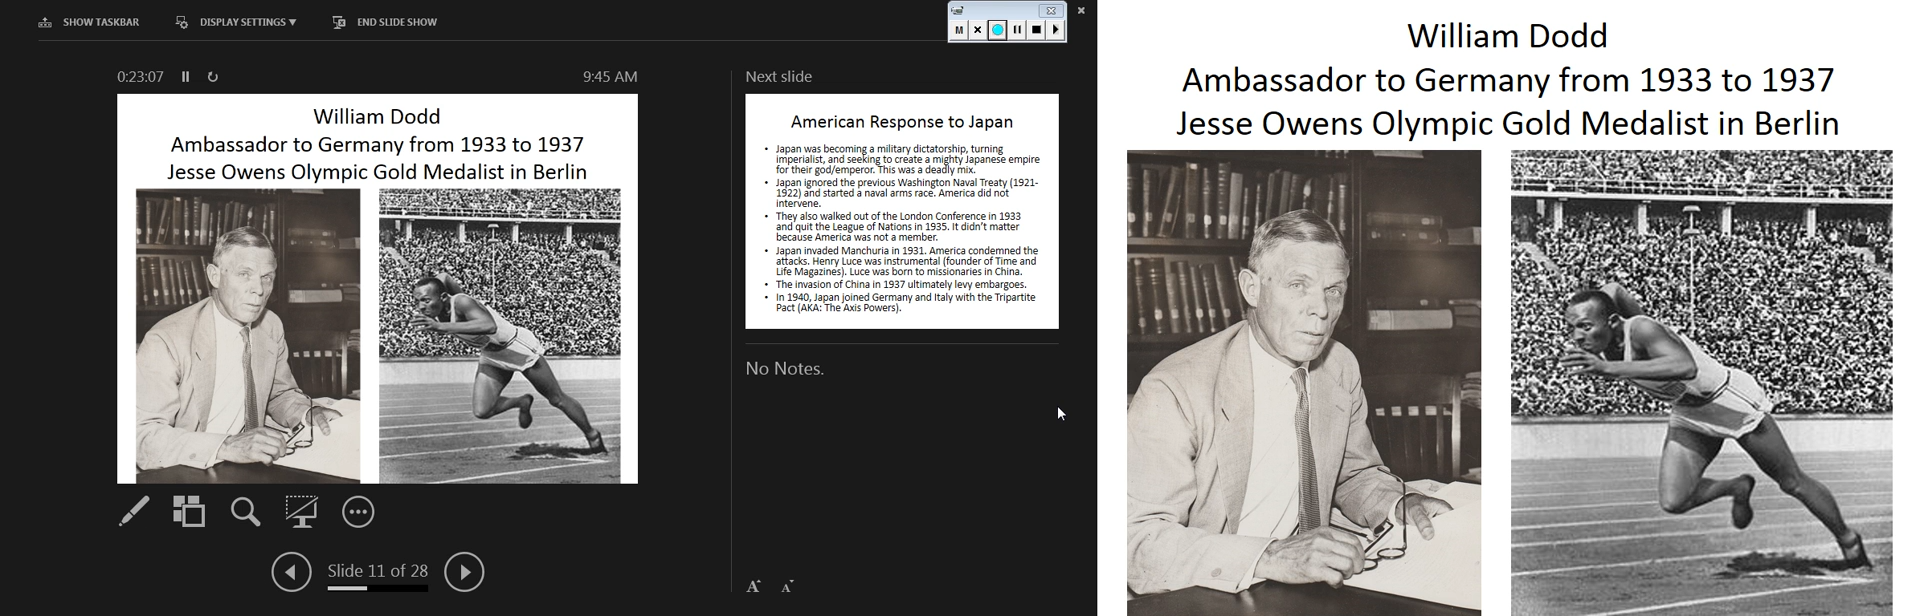 SHOW TASKBAR
DISPLAY SETTINGS ▼
END SLIDE SHOW
M
0:23:07
9:45 AM
William Dodd
Ambassador to Germany from 1933 to 1937
Jesse Owens Olympic Gold Medalist in Berlin
Slide 11 of 28
Next slide
American Response to Japan
• Japan was becoming a military dictatorship, turning
imperialist, and seeking to create a mighty Japanese empire
for their god/emperor. This was a deadly mix.
• Japan ignored the previous Washington Naval Treaty (1921-
1922) and started a naval arms race. America did not
intervene.
• They also walked out of the London Conference in 1933
and quit the League of Nations in 1935. It didn't matter
because America was not a member.
• Japan invaded Manchuria in 1931. America condemned the
attacks. Henry Luce was instrumental (founder of Time and
Life Magazines). Luce was born to missionaries in China.
• The invasion of China in 1937 ultimately levy embargoes.
• In 1940, Japan joined Germany and Italy with the Tripartite
Pact (AKA: The Axis Powers).
No Notes.
A A
William Dodd
Ambassador to Germany from 1933 to 1937
Jesse Owens Olympic Gold Medalist in Berlin